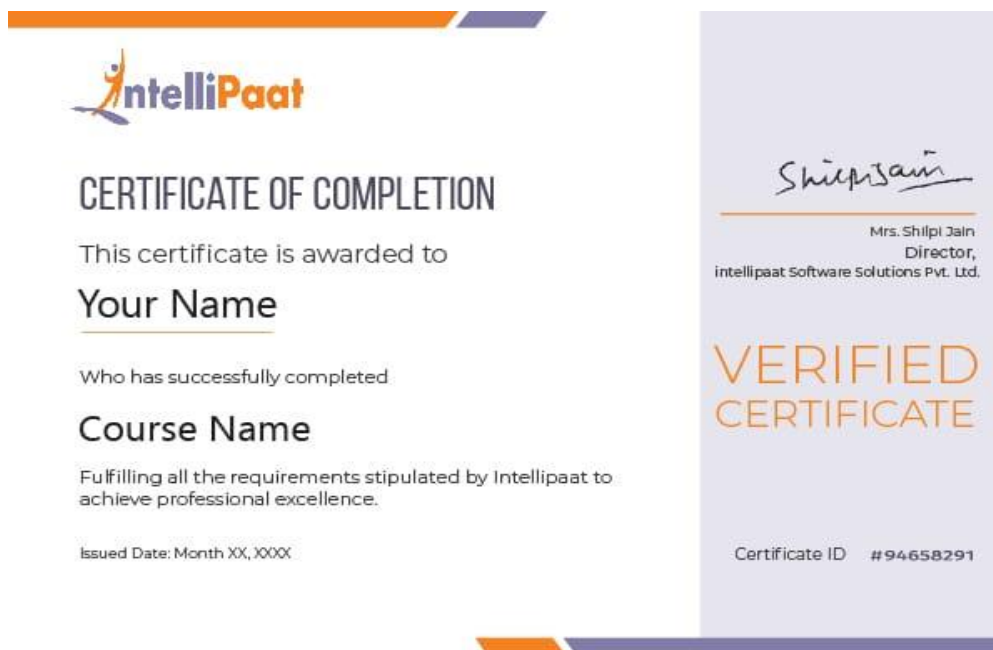 IntelliPaat
CERTIFICATE OF COMPLETION
This certificate is awarded to
Your Name
Who has successfully completed
Course Name
Fulfilling all the requirements stipulated by Intellipaat to
achieve professional excellence.
Issued Date: Month XX, XXXX
Shilpi Jain
Mrs. Shilpi Jain
Director,
intellipaat Software Solutions Pvt. Ltd.
VERIFIED
CERTIFICATE
Certificate ID #94658291